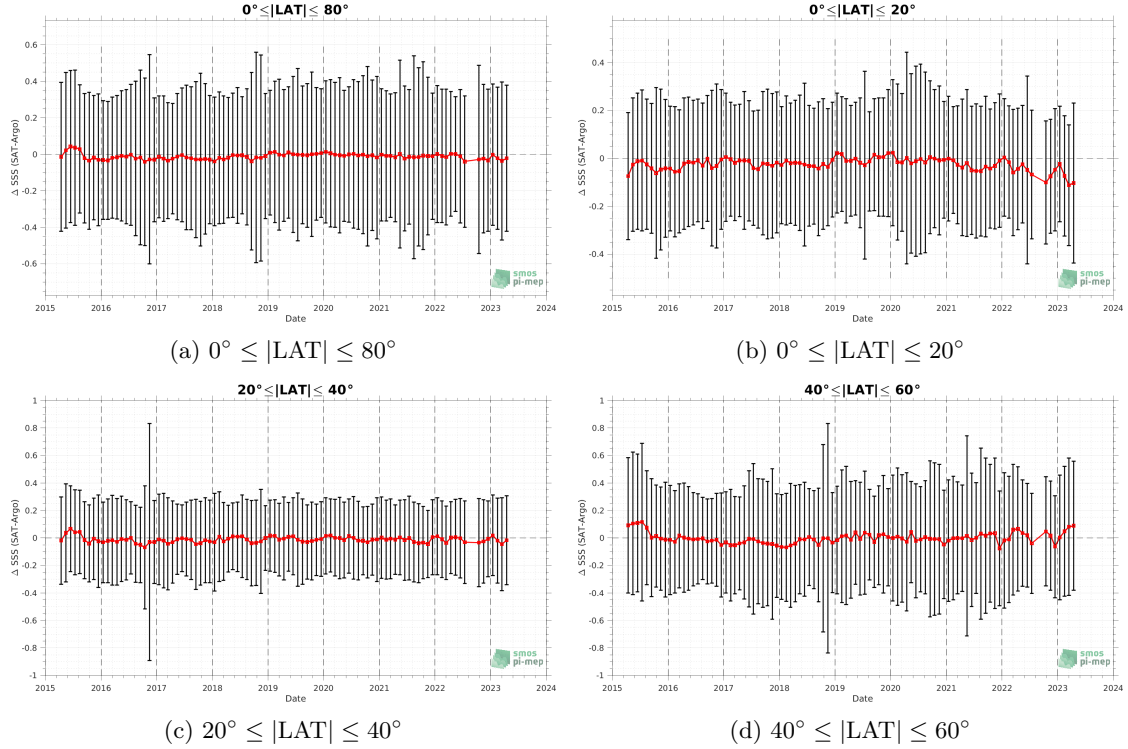 0°≤|LAT|≤ 80°
0.6
0.4
0.2
0
-0.2
-0.4
-0.6
Δ SSS (SAT-Argo)
2015 2016 2017 2018 2019 2020 2021 2022 2023 2024
Date
smos
pi-mep
(a) 0° ≤ |LAT| ≤ 80°
0°≤|LAT|≤ 20°
0.4
0.2
0
-0.2
-0.4
Δ SSS (SAT-Argo)
2015 2016 2017 2018 2019 2020 2021 2022 2023 2024
Date
smos
pi-mep
(b) 0° ≤ |LAT| ≤ 20°
20°≤|LAT|≤ 40°
1
0.8
0.6
0.4
0.2
0
-0.2
-0.4
-0.6
-0.8
-1
Δ SSS (SAT-Argo)
2015 2016 2017 2018 2019 2020 2021 2022 2023 2024
Date
smos
pi-mep
(c) 20° ≤ |LAT| ≤ 40°
40°≤|LAT|≤ 60°
1
0.8
0.6
0.4
0.2
0
-0.2
-0.4
-0.6
-0.8
-1
Δ SSS (SAT-Argo)
2015 2016 2017 2018 2019 2020 2021 2022 2023 2024
Date
smos
pi-mep
(d) 40° ≤ |LAT| ≤ 60°